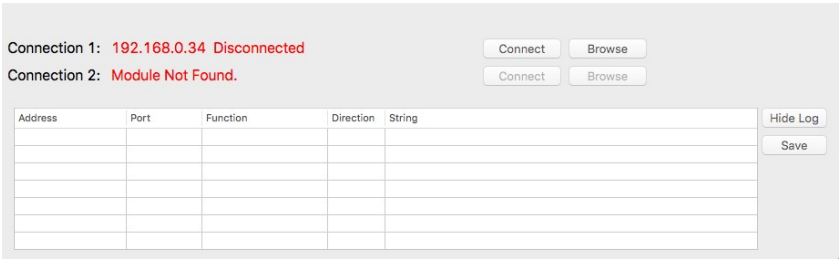 Connection 1: 192.168.0.34 Disconnected Connect Browse
Connection 2: Module Not Found. Connect Browse
Address Port Function Direction String Hide Log
Save